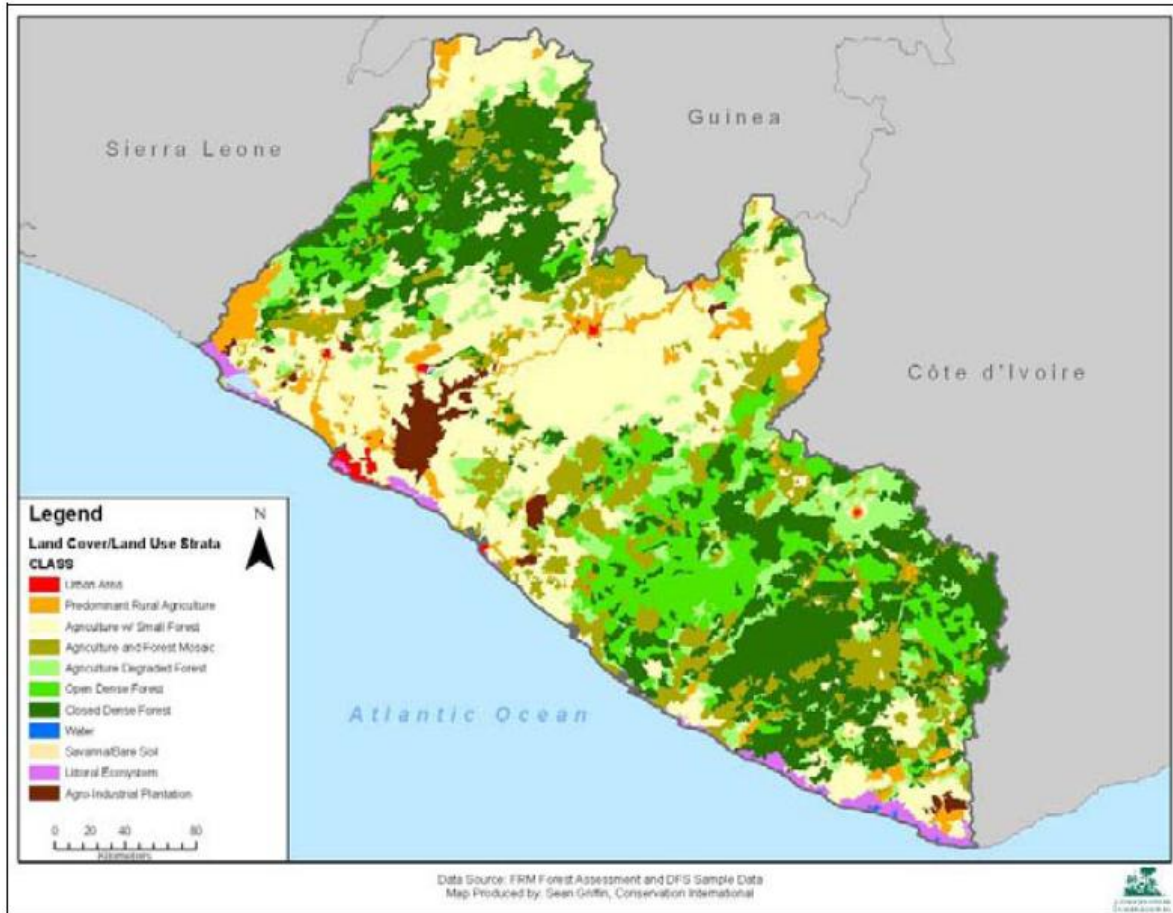 Guinea
Sierra Leone
Côte d'Ivoire
Atlantic Ocean
Legend
N
Land Cover/Land Use Strata
CLASS
Urban Area
Predominant Rural Agriculture
Agriculture w/ Small Forest
Agriculture and Forest Mosaic
Agriculture Degraded Forest
Open Dense Forest
Closed Dense Forest
Water
Savanna/Bare Soil
Littoral Ecosystem
Agro-Industrial Plantation
0 20 40 80
Kilometers
Data Source: FRM Forest Assessment and DFS Sample Data
Map Produced by: Sean Griffin, Conservation International